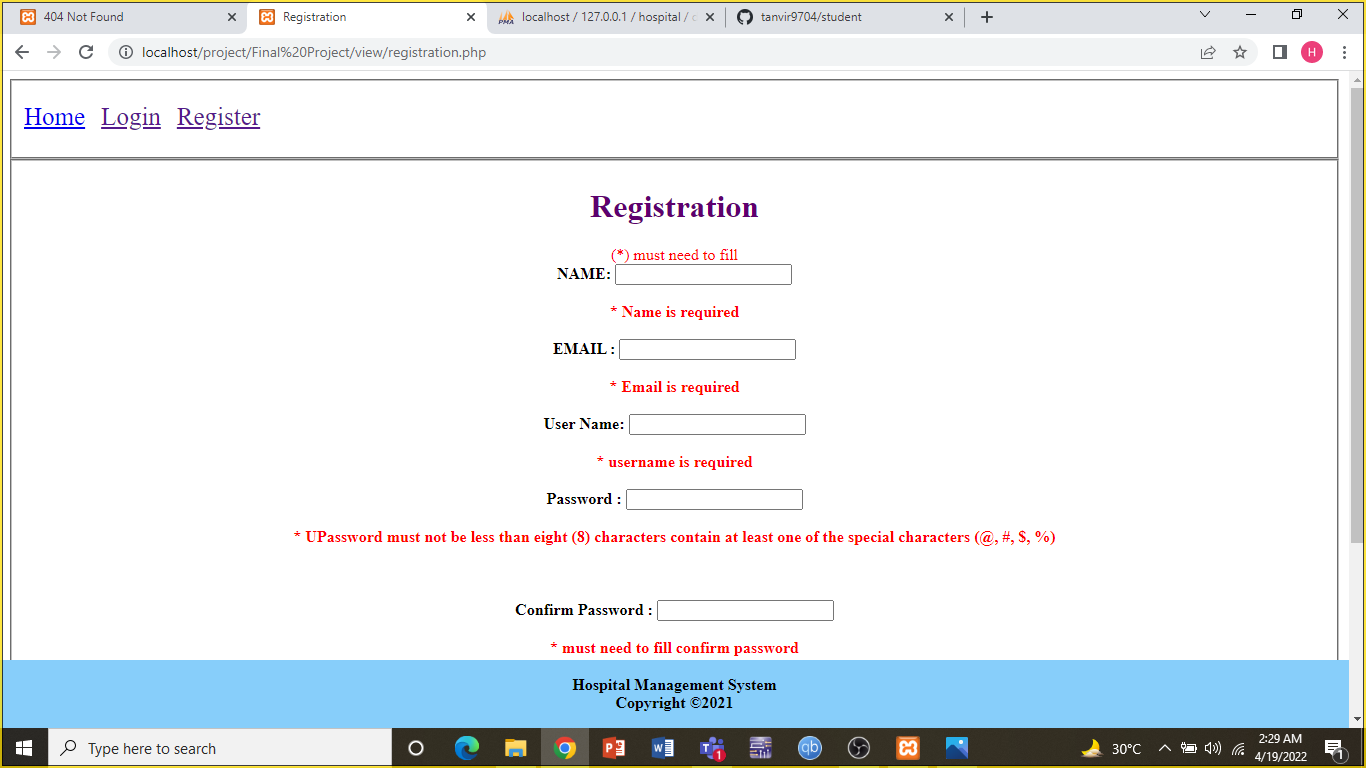 404 Not Found
Registration
localhost / 127.0.0.1 / hospital /
tanvir9704/student
localhost/project/Final%20Project/view/registration.php
H
Home Login Register
Registration
(*) must need to fill
NAME:
* Name is required
EMAIL :
* Email is required
User Name:
* username is required
Password :
* UPassword must not be less than eight (8) characters contain at least one of the special characters (@, #, $, %)
Confirm Password :
* must need to fill confirm password
Hospital Management System
Copyright ©2021
Type here to search
1
qb
30°C
2:29 AM
4/19/2022
1